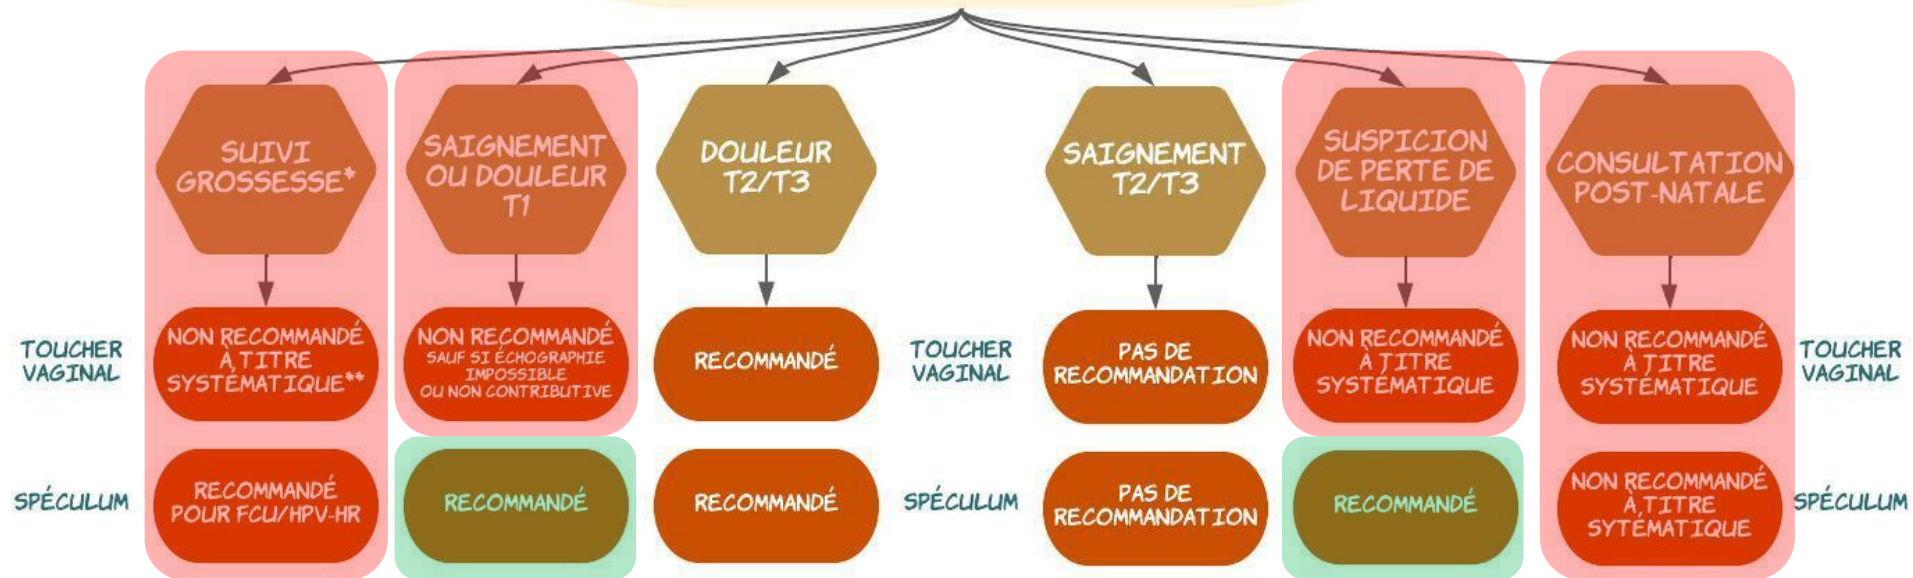 SUIVI
GROSSESSE*
SAIGNEMENT
OU DOULEUR
T1
DOULEUR
T2/T3
SAIGNEMENT
T2/T3
SUSPICION
DE PERTE DE
LIQUIDE
CONSULTATION
POST-NATALE
TOUCHER
VAGINAL
NON RECOMMANDÉ
À TITRE
SYSTÉMATIQUE**
NON RECOMMANDÉ
SAUF SI ÉCHOGRAPHIE
IMPOSSIBLE
OU NON CONTRIBUTIVE
RECOMMANDÉ
TOUCHER
VAGINAL
PAS DE
RECOMMANDATION
NON RECOMMANDÉ
À TITRE
SYSTÉMATIQUE
NON RECOMMANDÉ
À TITRE
SYSTÉMATIQUE
TOUCHER
VAGINAL
SPÉCULUM
RECOMMANDÉ
POUR FCU/HPV-HR
RECOMMANDÉ
RECOMMANDÉ
SPÉCULUM
PAS DE
RECOMMANDATION
RECOMMANDÉ
NON RECOMMANDÉ
À TITRE
SYTÉMATIQUE
SPÉCULUM